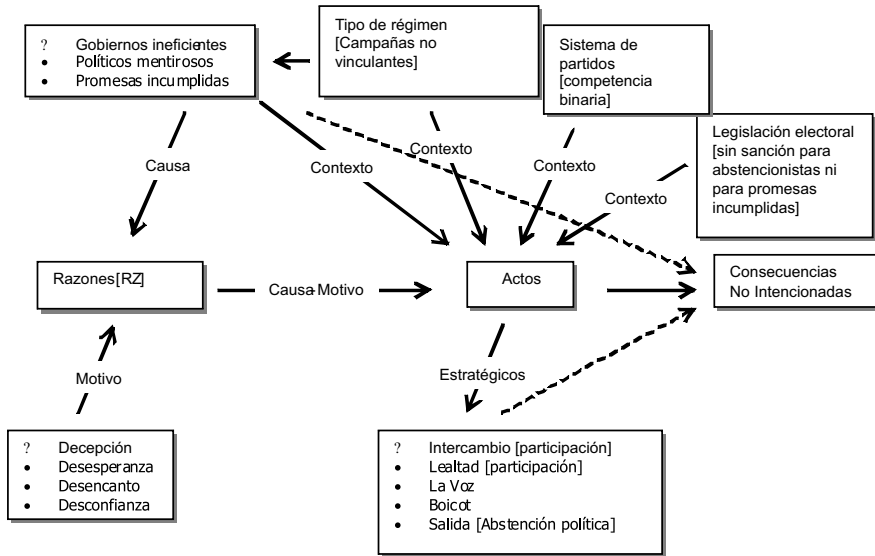 ? Gobiernos ineficientes
• Políticos mentirosos
• Promesas incumplidas
Tipo de régimen
[Campañas no
vinculantes]
Sistema de
partidos
[competencia
binaria]
Legislación electoral
[sin sanción para
abstencionistas ni
para promesas
incumplidas]
Causa
Contexto
Contexto
Contexto
Contexto
Razones[RZ]
Causa-Motivo
Actos
Consecuencias
No Intencionadas
Motivo
Estratégicos
? Decepción
• Desesperanza
• Desencanto
• Desconfianza
? Intercambio [participación]
• Lealtad [participación]
• La Voz
• Boicot
• Salida [Abstención política]